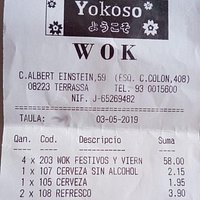 Yokoso
ようこそ
WOK
C.ALBERT EINSTEIN,59 (ESQ. C.COLON,408)
08223 TERRASSA TEL. 93 0015600
NIF. J-65269482
TAULA: 03-05-2019
Qan. Cod. Descripcio Suma
4 x 203 WOK FESTIVOS Y VIERN 58.00
1 x 107 CERVEZA SIN ALCOHOL 2.15
1 x 105 CERVEZA 1.95
2 x 108 REFRESCO 3.90